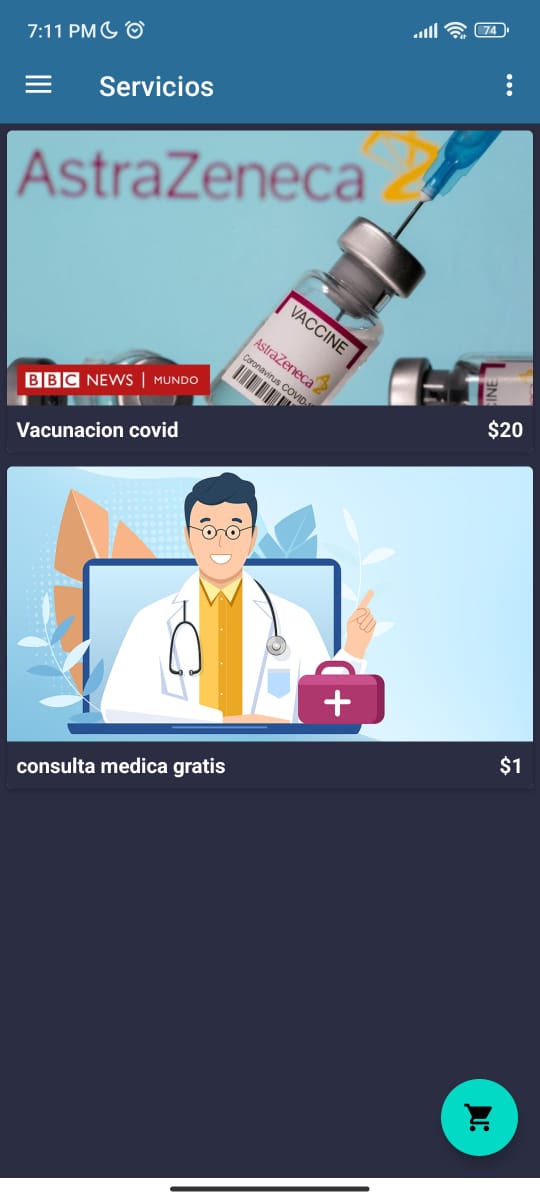 7:11 PM
74
Servicios
AstraZeneca
VACCINE
AstraZeneca
Coronavirus COVID-
CINE
BBC NEWS | MUNDO
Vacunacion covid
$20
consulta medica gratis
$1